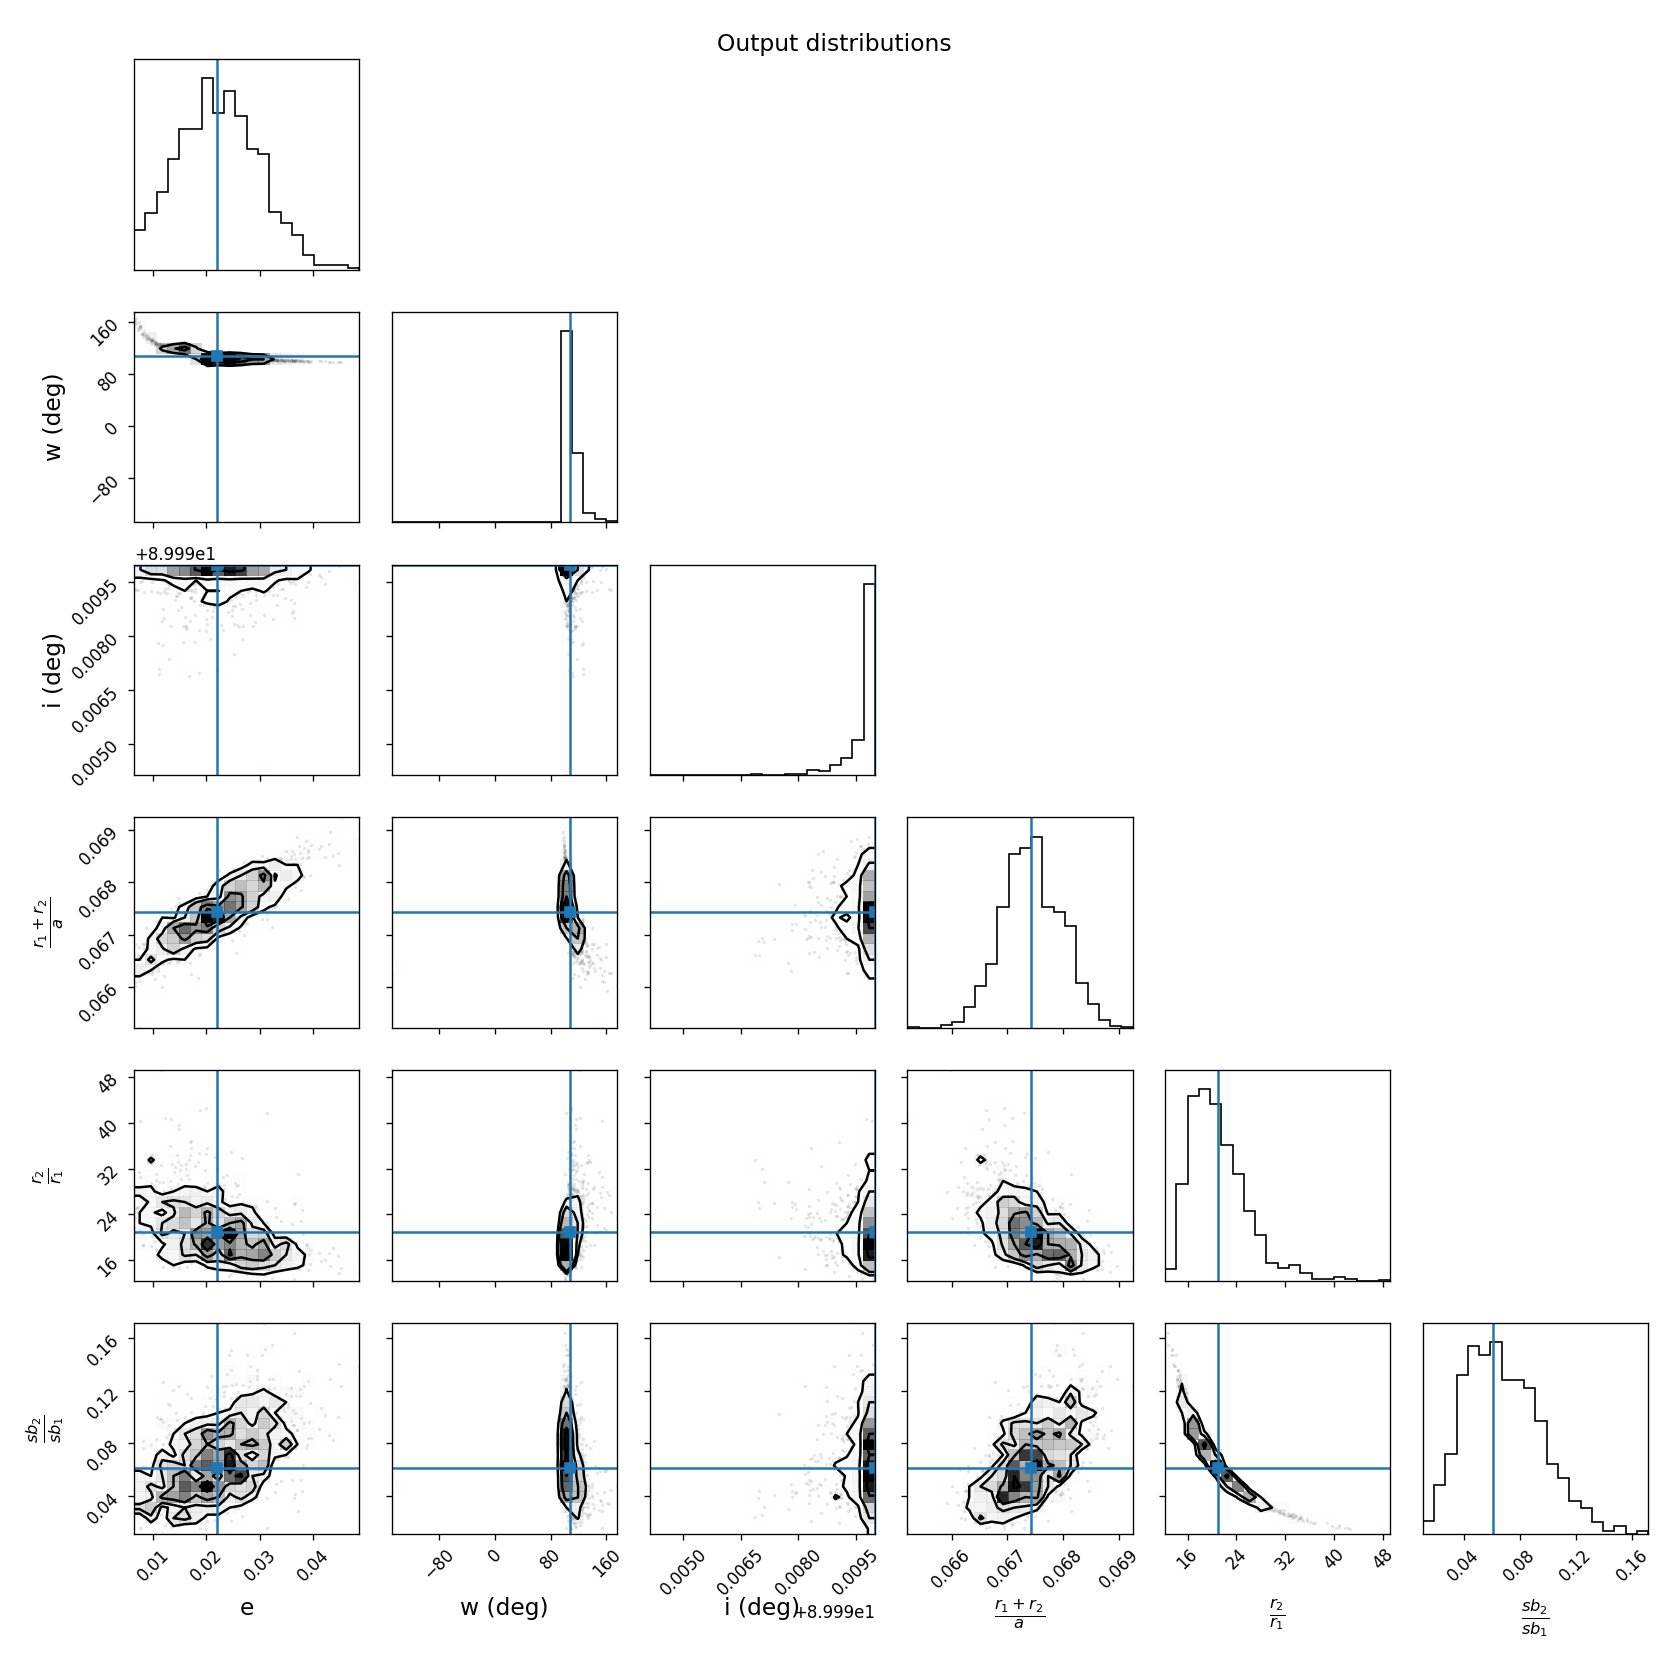 Output distributions
160
80
0
−80
w (deg)
+8.999e1
0.0095
0.0080
0.0065
0.0050
i (deg)
0.069
0.068
0.067
0.066
r₁ + r₂
a
48
40
32
24
16
r₂
r₁
0.16
0.12
0.08
0.04
sb₂
sb₁
0.01 0.02 0.03 0.04
−80 0 80 160
0.0050 0.0065 0.0080 0.0095
0.066 0.067 0.068 0.069
16 24 32 40 48
0.04 0.08 0.12 0.16
e
w (deg)
i (deg)
+8.999e1
r₁ + r₂
a
r₂
r₁
sb₂
sb₁